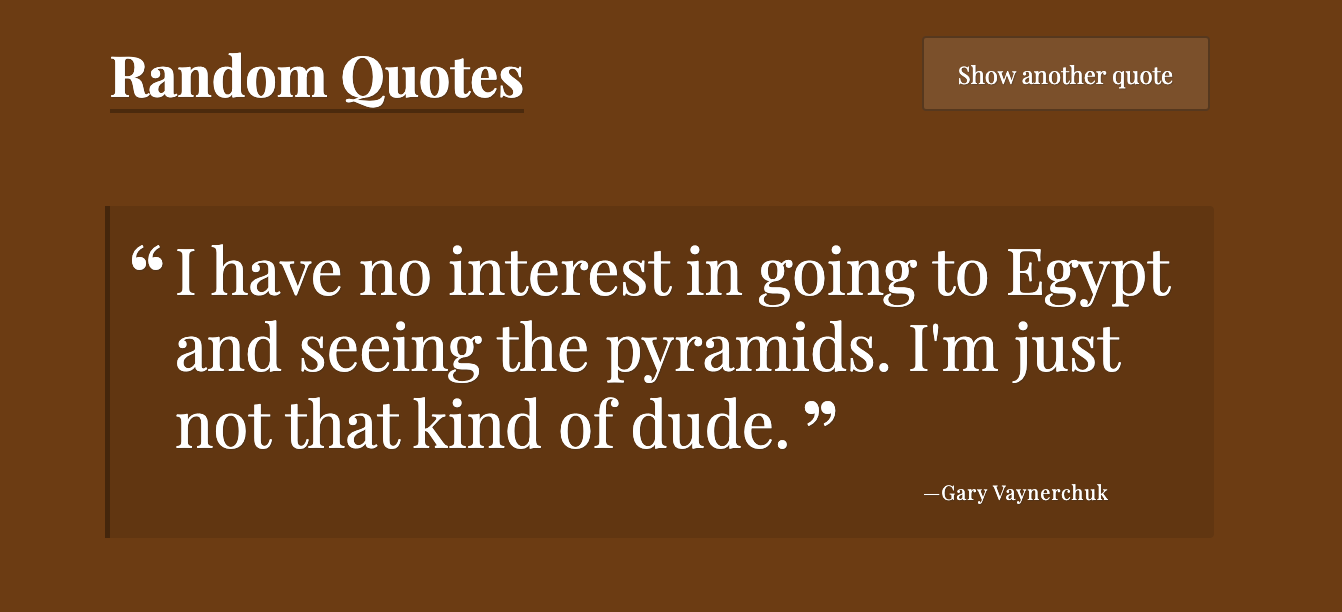 Random Quotes
Show another quote
“ I have no interest in going to Egypt
and seeing the pyramids. I'm just
not that kind of dude. ”
—Gary Vaynerchuk